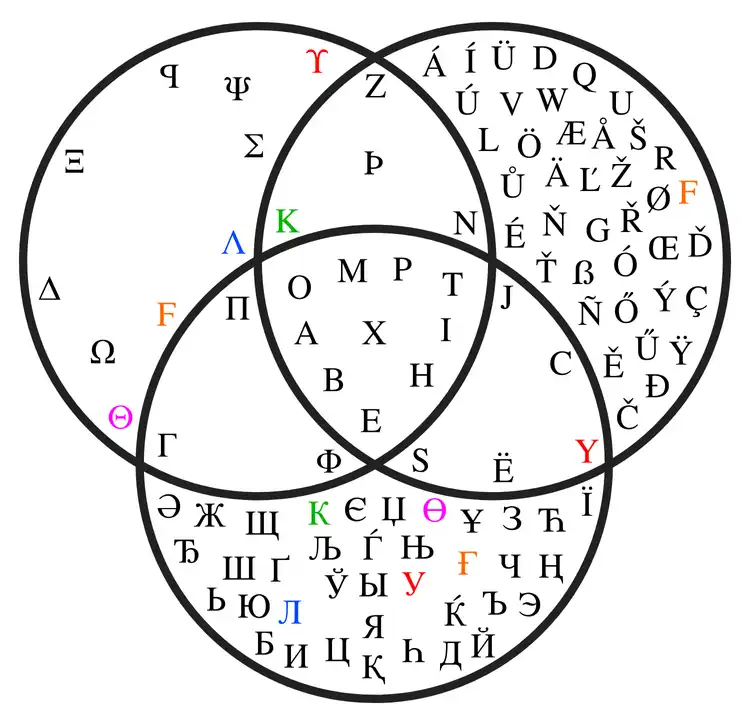 ϒ Z Á Í Ü D Q
ꟼ Ψ Ú V W U
Σ Þ L Ö Æ Å Š
Ξ Ů Ä Ľ Ž R
Λ K N É Ň G Ř Ø F
Ť ß Ó Œ Ď
Δ F Π O M P T J Ñ Ő Ý Ç
Ω A X I C Ě Ű Ÿ
Θ B H Đ
Γ E Y Č
Φ S Ë Ï
Ә Ж Щ К Є Џ Ө Ұ З Ћ
Ђ Ш Ґ Љ Ѓ Њ Ғ Ч Ң
Ь Ю Л Ў Ы У Ќ Ъ Э
Б И Ц Я Қ Һ Д Й